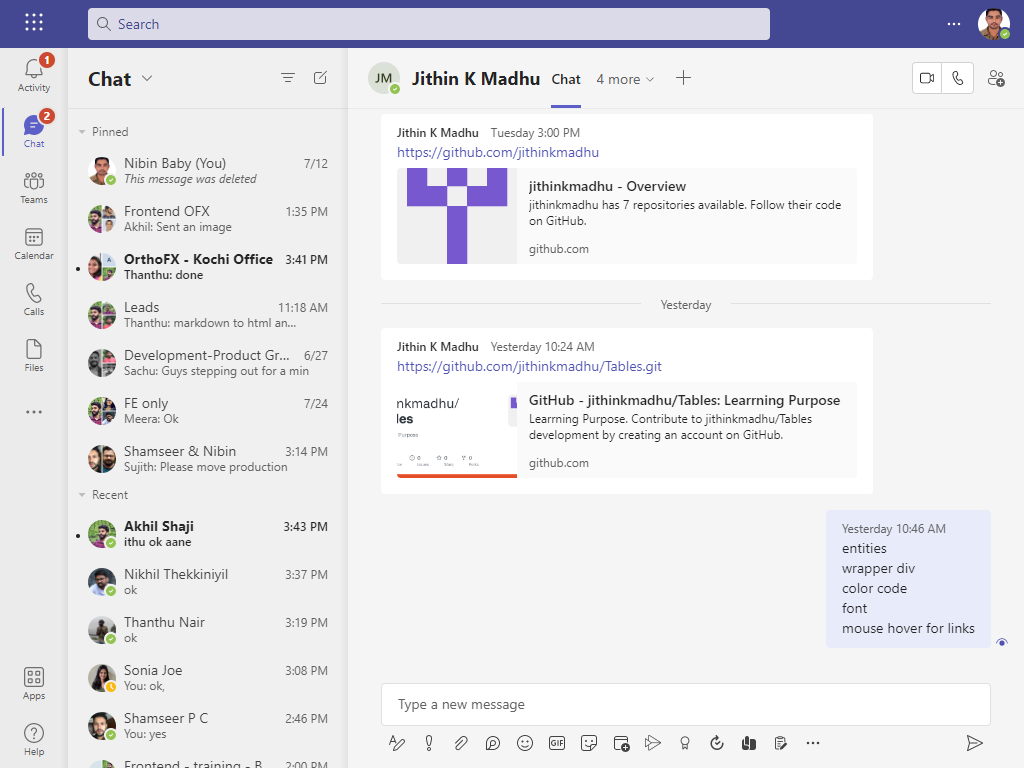 Search
1
Activity
2
Chat
Teams
Calendar
Calls
Files
Apps
Help
Chat
Pinned
Nibin Baby (You) 7/12
This message was deleted
Frontend OFX 1:35 PM
Akhil: Sent an image
OrthoFX - Kochi Office 3:41 PM
Thanthu: done
Leads 11:18 AM
Thanthu: markdown to html an...
Development-Product Gr... 6/27
Sachu: Guys stepping out for a min
FE only 7/24
Meera: Ok
Shamseer & Nibin 3:14 PM
Sujith: Please move production
Recent
Akhil Shaji 3:43 PM
ithu ok aane
Nikhil Thekkiniyil 3:37 PM
ok
Thanthu Nair 3:19 PM
ok
Sonia Joe 3:08 PM
You: ok,
Shamseer P C 2:46 PM
You: yes
Frontend - training - B... 2:00 PM
JM Jithin K Madhu Chat 4 more
Jithin K Madhu Tuesday 3:00 PM
https://github.com/jithinkmadhu
jithinkmadhu - Overview
jithinkmadhu has 7 repositories available. Follow their code
on GitHub.
github.com
Yesterday
Jithin K Madhu Yesterday 10:24 AM
https://github.com/jithinkmadhu/Tables.git
nkmadhu/
les
Purpose
GitHub - jithinkmadhu/Tables: Learrning Purpose
Learrning Purpose. Contribute to jithinkmadhu/Tables
development by creating an account on GitHub.
github.com
Yesterday 10:46 AM
entities
wrapper div
color code
font
mouse hover for links
Type a new message
GIF